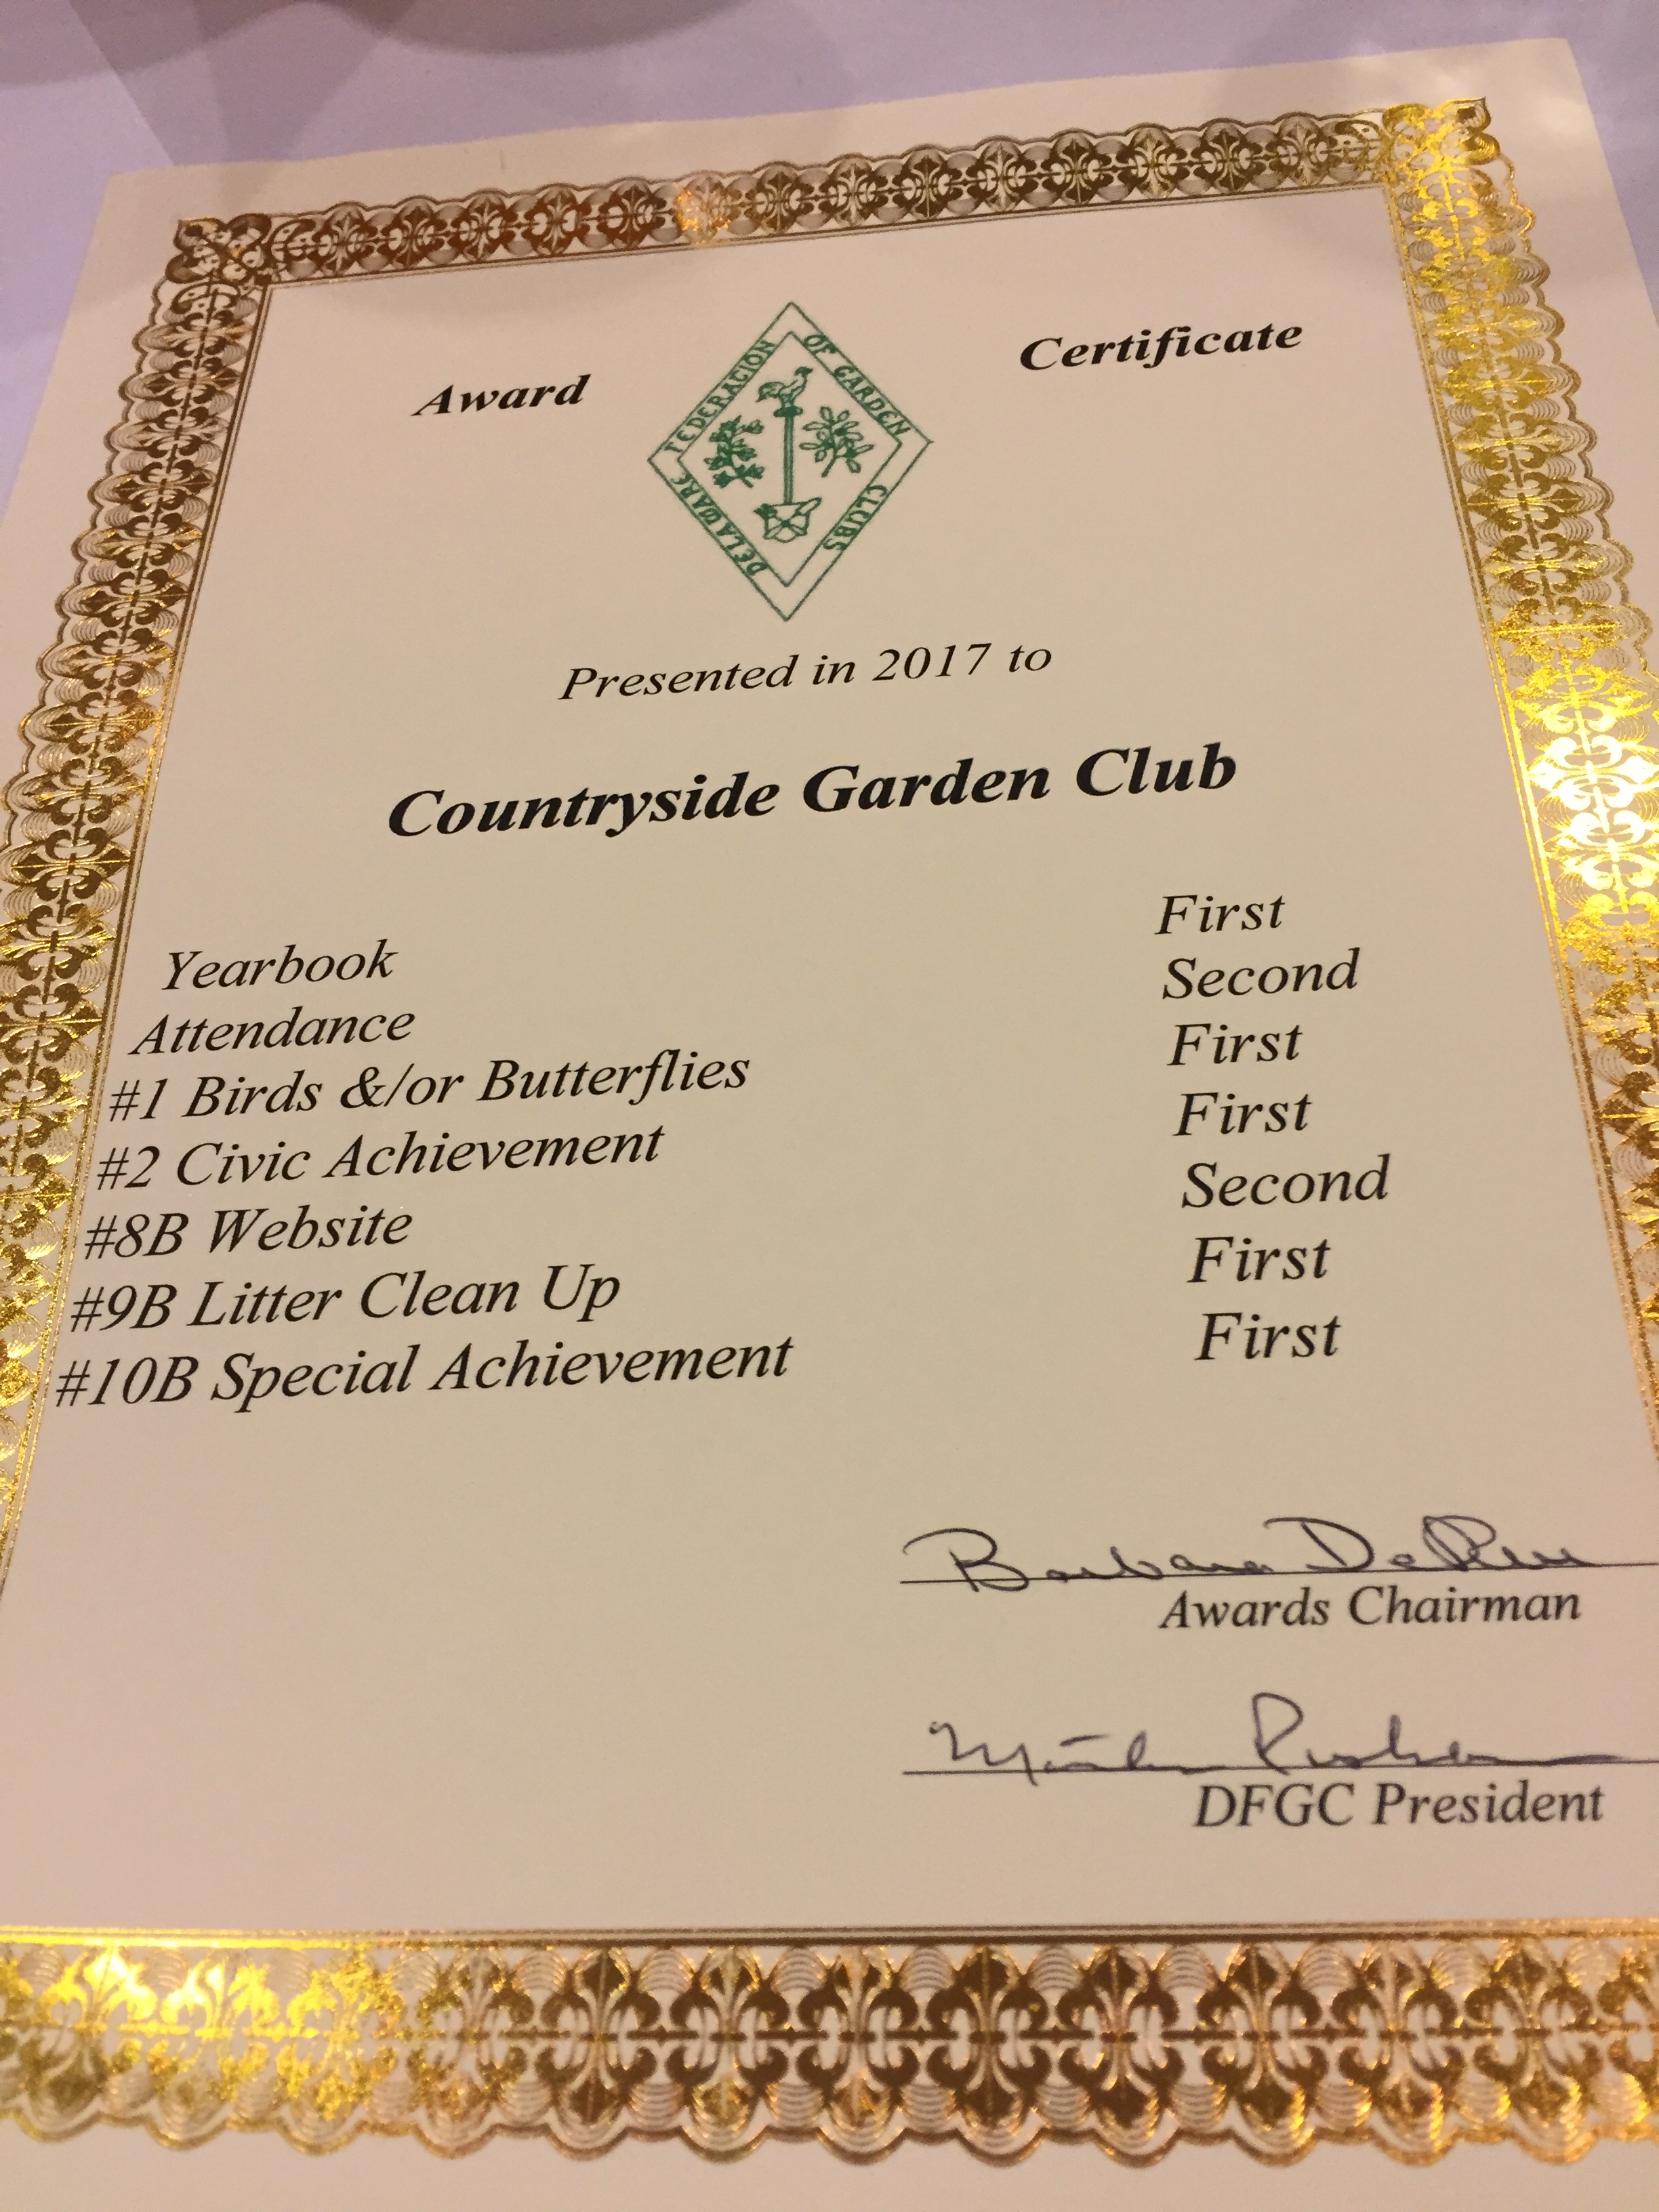 Award Certificate
DELAWARE FEDERACION OF GARDEN CLUBS
Presented in 2017 to
Countryside Garden Club
Yearbook First
Attendance Second
#1 Birds &/or Butterflies First
#2 Civic Achievement First
#8B Website Second
#9B Litter Clean Up First
#10B Special Achievement First
Barbara
Awards Chairman
DFGC President